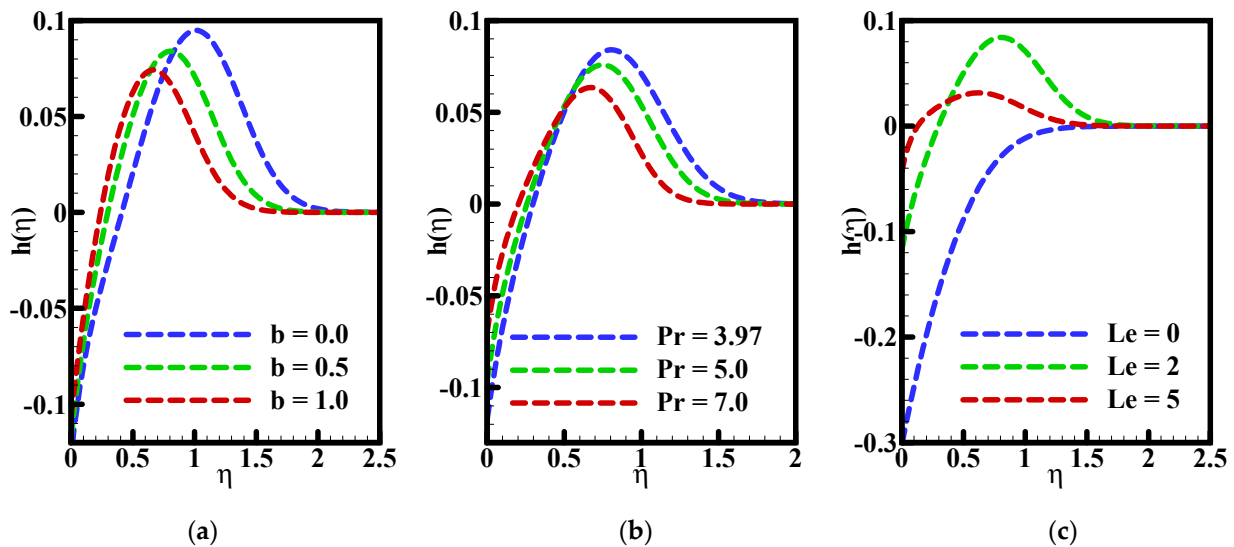 0.1
0.05
0
-0.05
-0.1
h(η)
b = 0.0
b = 0.5
b = 1.0
0 0.5 1 1.5 2 2.5
η
(a)
0.1
0.05
0
-0.05
-0.1
h(η)
Pr = 3.97
Pr = 5.0
Pr = 7.0
0 0.5 1 1.5 2
η
(b)
0.1
0
-0.1
-0.2
-0.3
h(η)
Le = 0
Le = 2
Le = 5
0 0.5 1 1.5 2 2.5
η
(c)